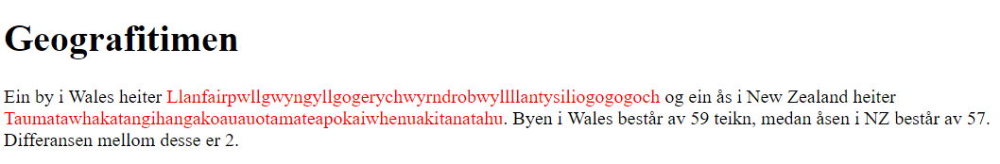 Geografitimen
Ein by i Wales heiter Llanfairpwllgwyngyllgogerychwyrndrobwyllllantysiliogogogoch og ein ås i New Zealand heiter
Taumatawhakatangihangakoauauotamateapokaiwhenuakitanatahu. Byen i Wales består av 59 teikn, medan åsen i NZ består av 57.
Differansen mellom desse er 2.